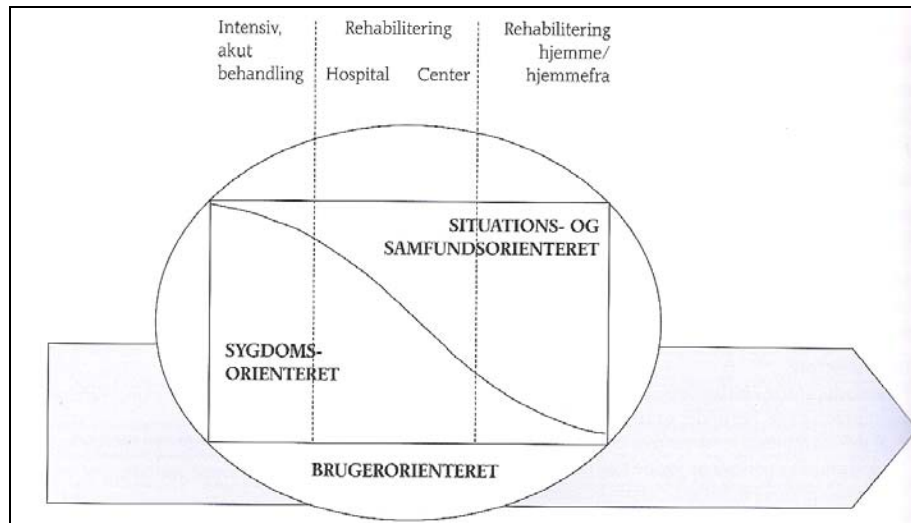 Intensiv,
akut
behandling
Rehabilitering
Hospital Center
Rehabilitering
hjemme/
hjemmefra
SITUATIONS- OG
SAMFUNDSORIENTERET
SYGDOMS-
ORIENTERET
BRUGERORIENTERET